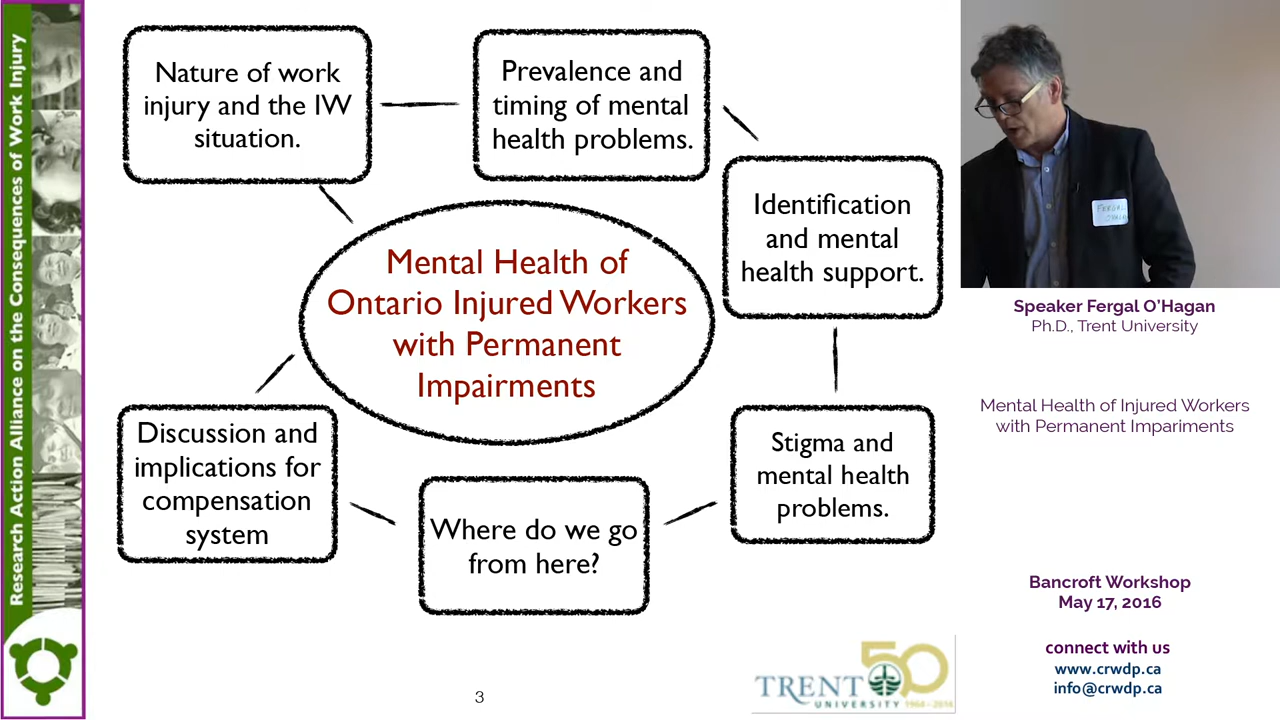 Research Action Alliance on the Consequences of Work Injury
Nature of work
injury and the IW
situation.
Prevalence and
timing of mental
health problems.
Identification
and mental
health support.
Mental Health of
Ontario Injured Workers
with Permanent
Impairments
Discussion and
implications for
compensation
system
Where do we go
from here?
Stigma and
mental health
problems.
3
50
TRENT
UNIVERSITY
FERGAL
Speaker Fergal O'Hagan
Ph.D., Trent University
Mental Health of Injured Workers
with Permanent Impariments
Bancroft Workshop
May 17, 2016
connect with us
www.crwdp.ca
info@crwdp.ca